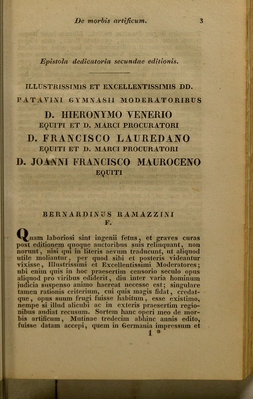 De morbis artificum. 3
Epistola dedicatoria secundae editionis.
ILLUSTRISSIMIS ET EXCELLENTISSIMIS DD.
PATAVINI GYMNASII MODERATORIBUS
D. HIERONYMO VENERIO
EQUITI ET D. MARCI PROCURATORI
D. FRANCISCO LAUREDANO
EQUITI ET D. MARCI PROCURATORI
D. JOANNI FRANCISCO MAUROCENO
EQUITI
BERNARDINUS RAMAZZINI
F.
Quam laboriosi sint ingenii fetus, et graves curas
post editionem quoque auctoribus suis relinquant, non
norunt, nisi qui in literis aevum traducunt, ut aliquod
utile moliantur, per quod sibi et posteris videantur
vixisse, Illustrissimi et Excellentissimi Moderatores;
ubi enim quis in hoc praesertim censorio seculo opus
aliquod pro viribus ediderit, diu inter varia hominum
judicia suspenso animo haereat necesse est; singulare
tamen rationis criterium, cui quis magis fidat, credat-
que, opus suum frugi fuisse habitum, esse existimo,
nempe si illud alicubi ac in exteris praesertim regio-
nibus audiat recusum. Sortem hanc operi meo de mor-
bis artificum, Mutinae tredecim abhinc annis edito,
fuisse datam accepi, quem in Germania impressum et
1 *